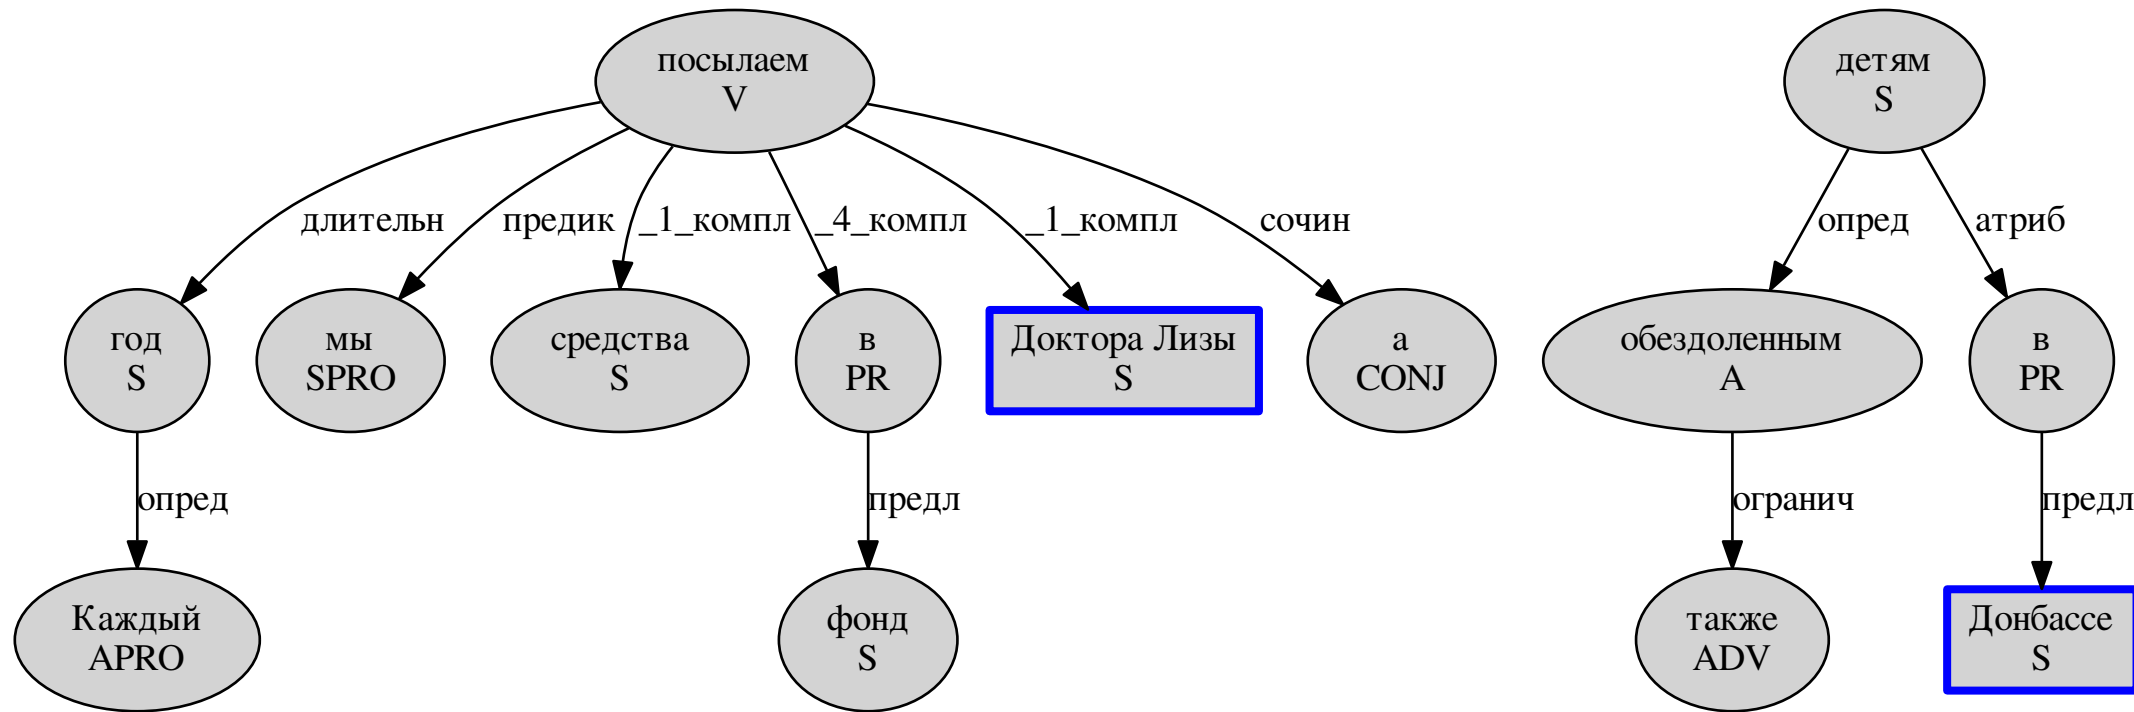 посылаем
V
детям
S
длительн
предик
_1_компл
_4_компл
_1_компл
сочин
опред
атриб
год
S
мы
SPRO
средства
S
в
PR
Доктора Лизы
S
а
CONJ
обездоленным
A
в
PR
опред
предл
огранич
предл
Каждый
APRO
фонд
S
также
ADV
Донбассе
S